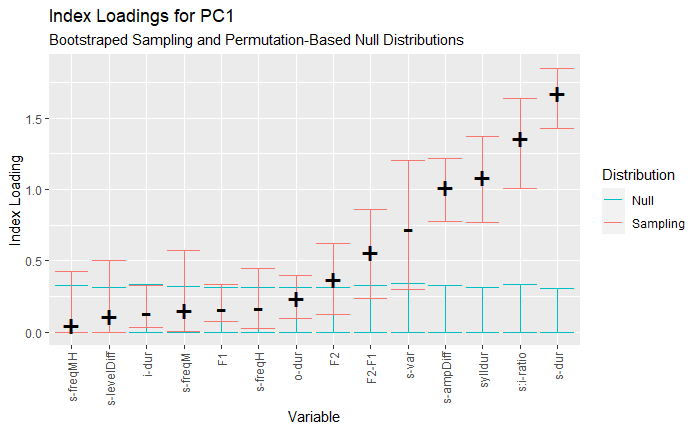 Index Loadings for PC1
Bootstraped Sampling and Permutation-Based Null Distributions
Index Loading
1.5
1.0
0.5
0.0
s-freqMH
s-levelDiff
i-dur
s-freqM
F1
s-freqH
o-dur
F2
F2-F1
s-var
s-ampDiff
sylldur
s:i-ratio
s-dur
Variable
Distribution
Null
Sampling